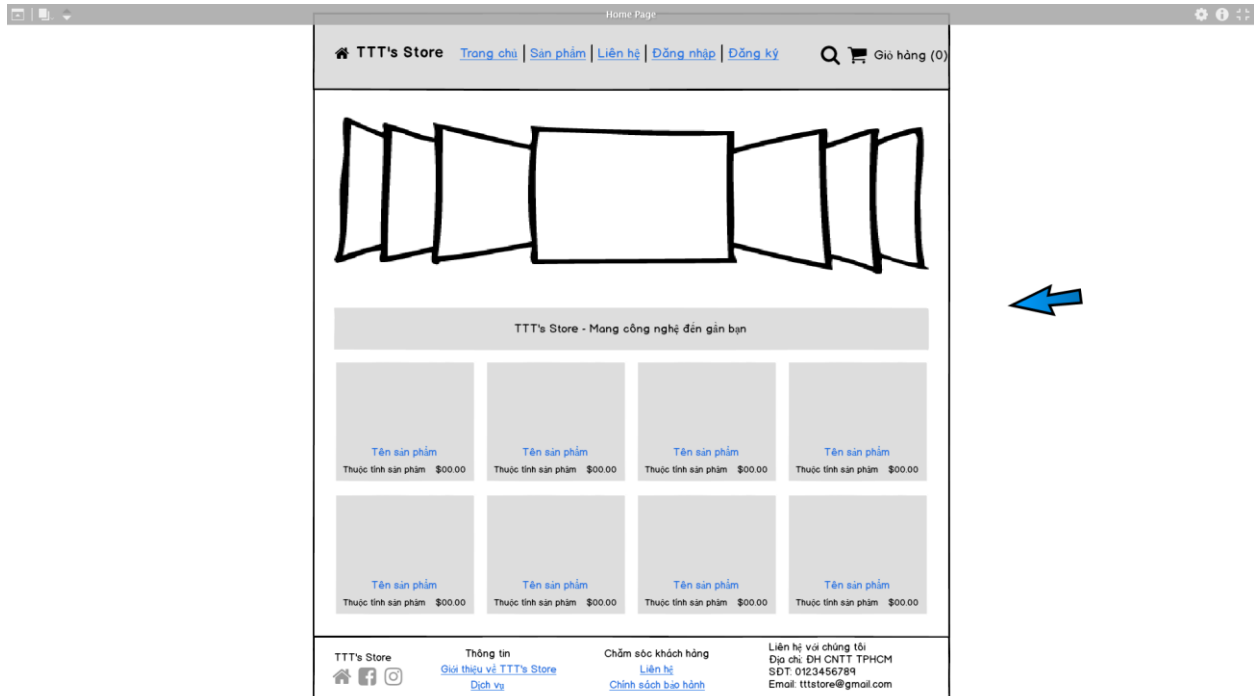 Home Page
TTT's Store Trang chủ | Sản phẩm | Liên hệ | Đăng nhập | Đăng ký Giỏ hàng (0)
TTT's Store - Mang công nghệ đến gần bạn
Tên sản phẩm Tên sản phẩm Tên sản phẩm Tên sản phẩm
Thuộc tính sản phẩm $00.00 Thuộc tính sản phẩm $00.00 Thuộc tính sản phẩm $00.00 Thuộc tính sản phẩm $00.00
Tên sản phẩm Tên sản phẩm Tên sản phẩm Tên sản phẩm
Thuộc tính sản phẩm $00.00 Thuộc tính sản phẩm $00.00 Thuộc tính sản phẩm $00.00 Thuộc tính sản phẩm $00.00
TTT's Store
Thông tin
Giới thiệu về TTT's Store
Dịch vụ
Chăm sóc khách hàng
Liên hệ
Chính sách bảo hành
Liên hệ với chúng tôi
Địa chỉ: ĐH CNTT TPHCM
SĐT: 0123456789
Email: tttstore@gmail.com